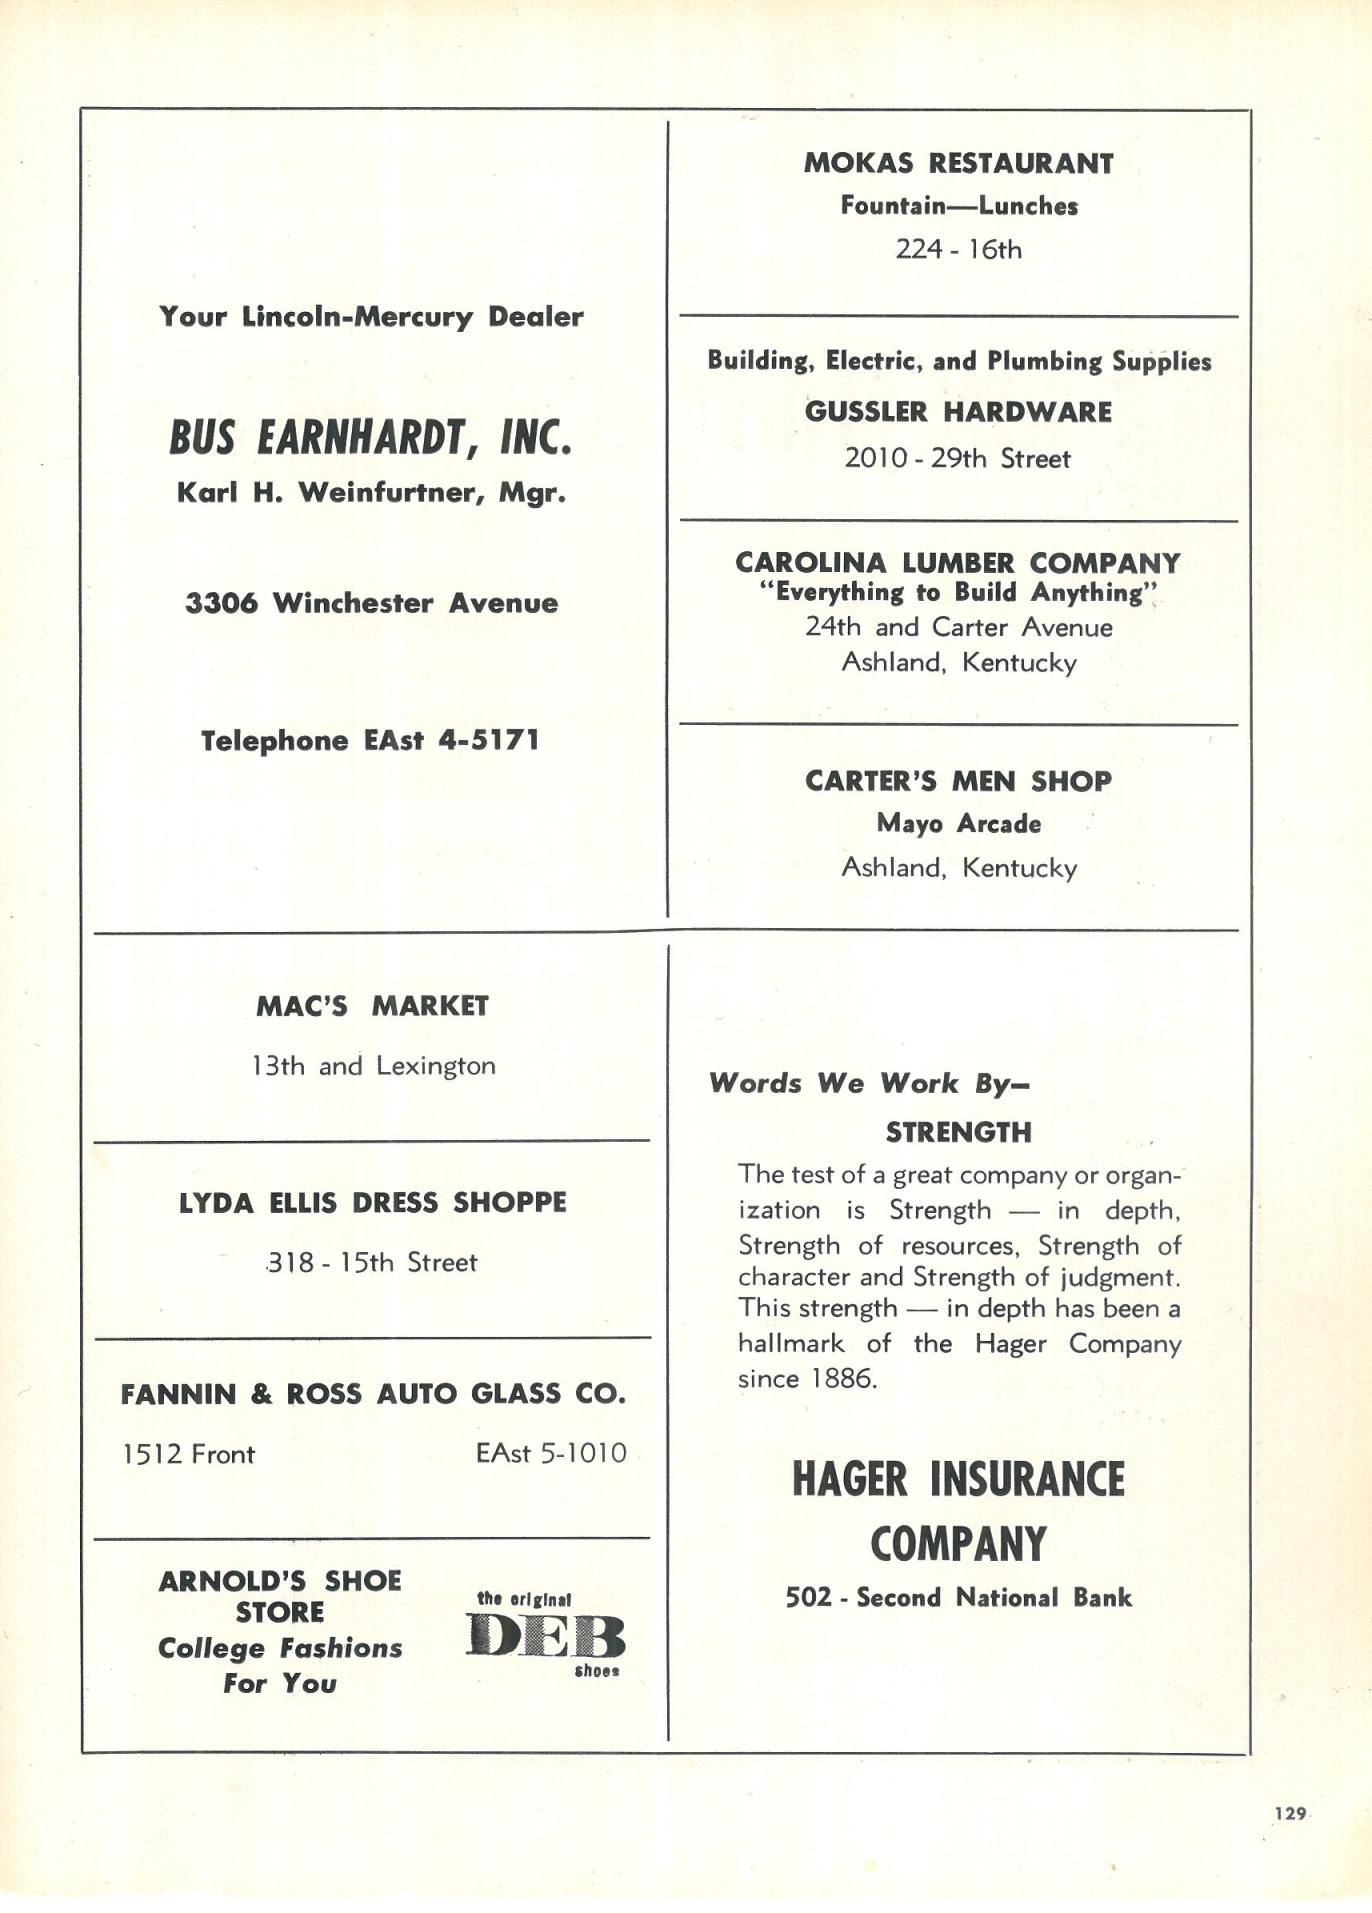 Your Lincoln-Mercury Dealer
BUS EARNHARDT, INC.
Karl H. Weinfurtner, Mgr.
3306 Winchester Avenue
Telephone EAst 4-5171
MOKAS RESTAURANT
Fountain—Lunches
224 - 16th
Building, Electric, and Plumbing Supplies
GUSSLER HARDWARE
2010 - 29th Street
CAROLINA LUMBER COMPANY
"Everything to Build Anything"
24th and Carter Avenue
Ashland, Kentucky
CARTER'S MEN SHOP
Mayo Arcade
Ashland, Kentucky
MAC'S MARKET
13th and Lexington
LYDA ELLIS DRESS SHOPPE
318 - 15th Street
FANNIN & ROSS AUTO GLASS CO.
1512 Front EAst 5-1010
ARNOLD'S SHOE
STORE
College Fashions
For You
the original
DEB
shoes
Words We Work By—
STRENGTH
The test of a great company or organ-
ization is Strength — in depth,
Strength of resources, Strength of
character and Strength of judgment.
This strength — in depth has been a
hallmark of the Hager Company
since 1886.
HAGER INSURANCE
COMPANY
502 - Second National Bank
129